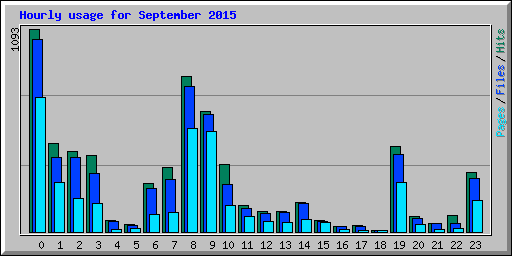 Hourly usage for September 2015
1093
Pages / Files / Hits
0 1 2 3 4 5 6 7 8 9 10 11 12 13 14 15 16 17 18 19 20 21 22 23